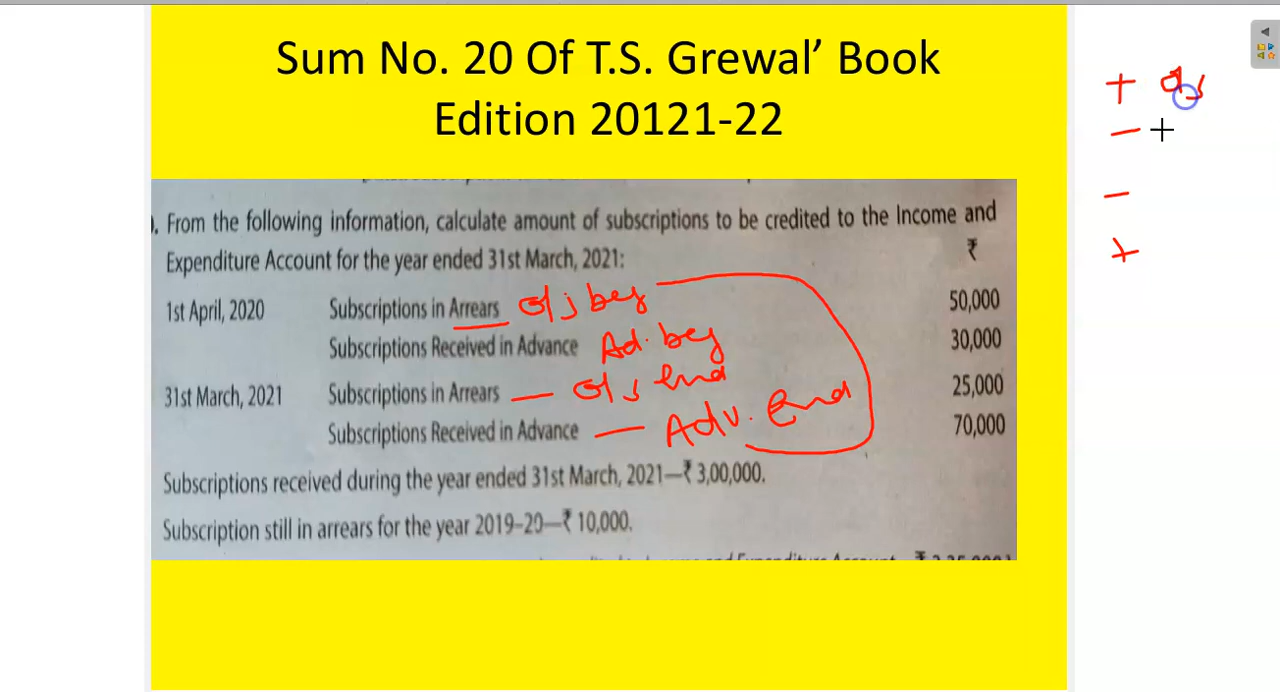 Sum No. 20 Of T.S. Grewal’ Book
Edition 20121-22
+ o/s
−
−
+
). From the following information, calculate amount of subscriptions to be credited to the Income and
Expenditure Account for the year ended 31st March, 2021: ₹
1st April, 2020 Subscriptions in Arrears o/s beg 50,000
Subscriptions Received in Advance Ad. beg 30,000
31st March, 2021 Subscriptions in Arrears — o/s end 25,000
Subscriptions Received in Advance — Adv. End 70,000
Subscriptions received during the year ended 31st March, 2021—₹ 3,00,000.
Subscription still in arrears for the year 2019–20—₹ 10,000.